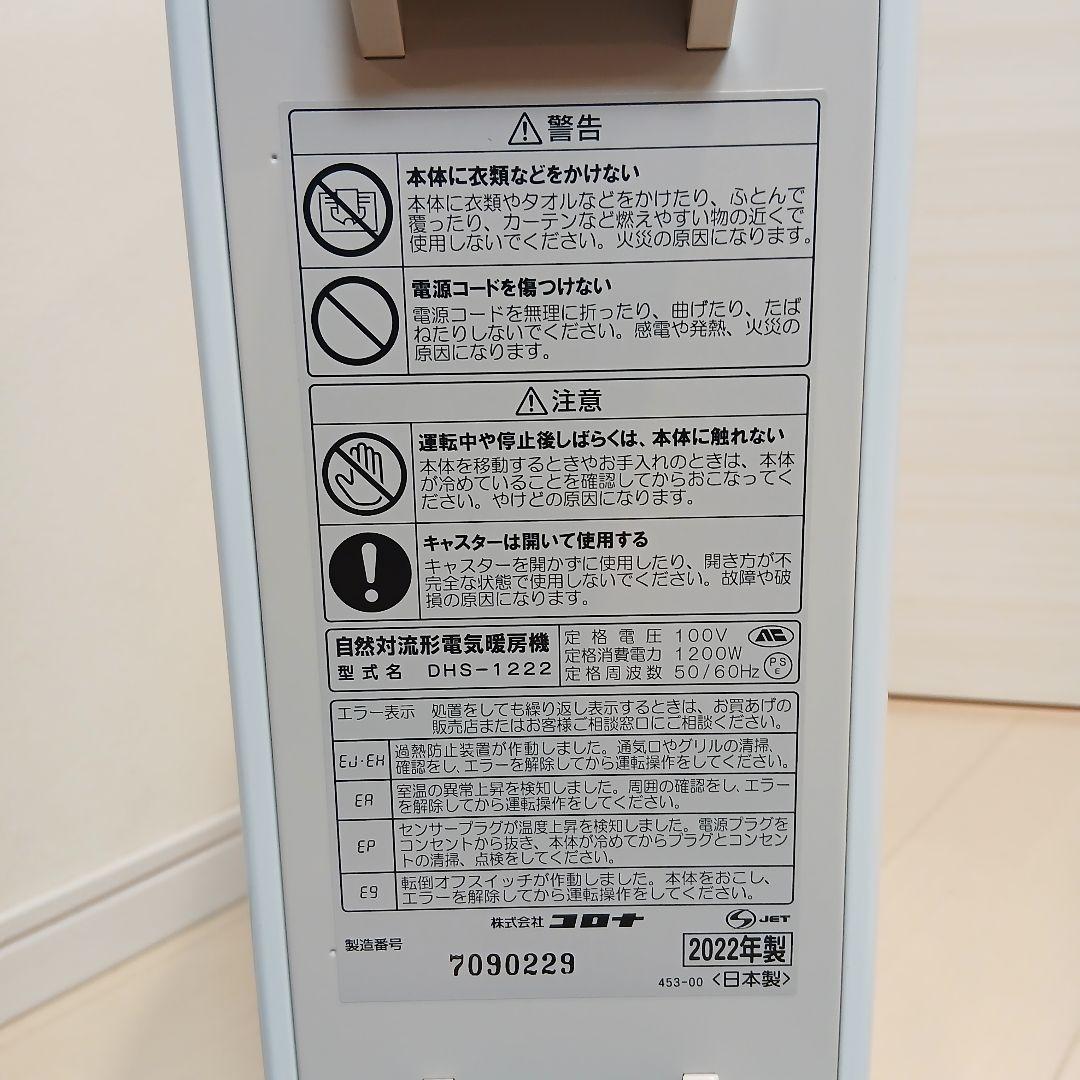 警告
本体に衣類などをかけない
本体に衣類やタオルなどをかけたり、ふとんで
覆ったり、カーテンなど燃えやすい物の近くで
使用しないでください。火災の原因になります。
電源コードを傷つけない
電源コードを無理に折ったり、曲げたり、たば
ねたりしないでください。感電や発熱、火災の
原因になります。
注意
運転中や停止後しばらくは、本体に触れない
本体を移動するときやお手入れのときは、本体
が冷めていることを確認してからおこなってく
ださい。やけどの原因になります。
キャスターは開いて使用する
キャスターを開かずに使用したり、開き方が不
完全な状態で使用しないでください。故障や破
損の原因になります。
自然対流形電気暖房機
型式名 DHS-1222
定格電圧 100V
定格消費電力 1200W
定格周波数 50/60Hz
PSE
エラー表示 処置をしても繰り返し表示するときは、お買あげの
販売店またはお客様ご相談窓口にご相談ください。
EJ・EH 過熱防止装置が作動しました。通気口やグリルの清掃、
確認をし、エラーを解除してから運転操作をしてください。
EA 室温の異常上昇を検知しました。周囲の確認をし、エラー
を解除してから運転操作をしてください。
EP センサープラグが温度上昇を検知しました。電源プラグを
コンセントから抜き、本体が冷めてからプラグとコンセン
トの清掃、点検をしてください。
E9 転倒オフスイッチが作動しました。本体をおこし、
エラーを解除してから運転操作をしてください。
株式会社 コロナ
S JET
製造番号
7090229
2022年製
453-00 <日本製>